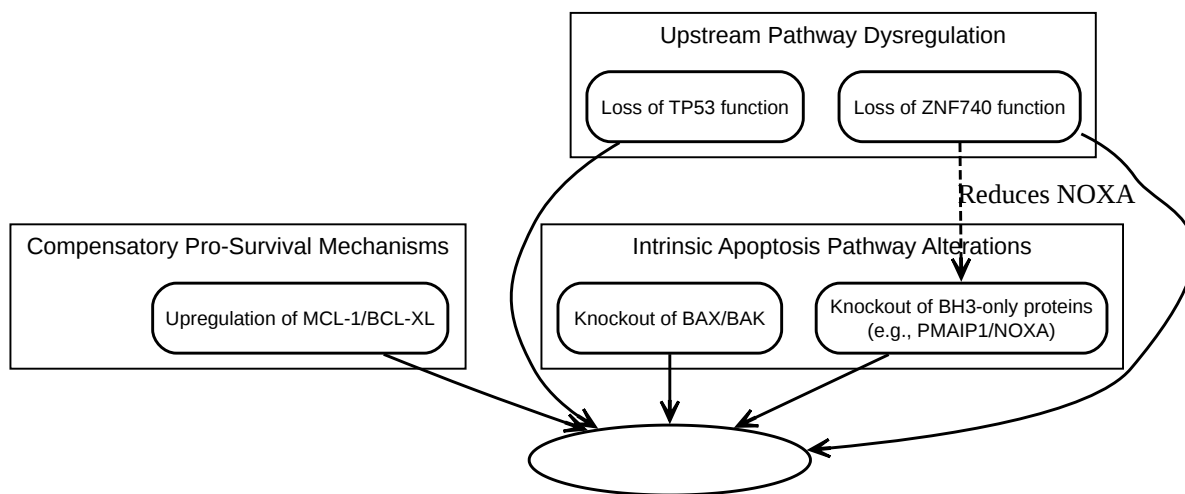 Upstream Pathway Dysregulation
Loss of TP53 function
Loss of ZNF740 function
Reduces NOXA
Compensatory Pro-Survival Mechanisms
Upregulation of MCL-1/BCL-XL
Intrinsic Apoptosis Pathway Alterations
Knockout of BAX/BAK
Knockout of BH3-only proteins
(e.g., PMAIP1/NOXA)